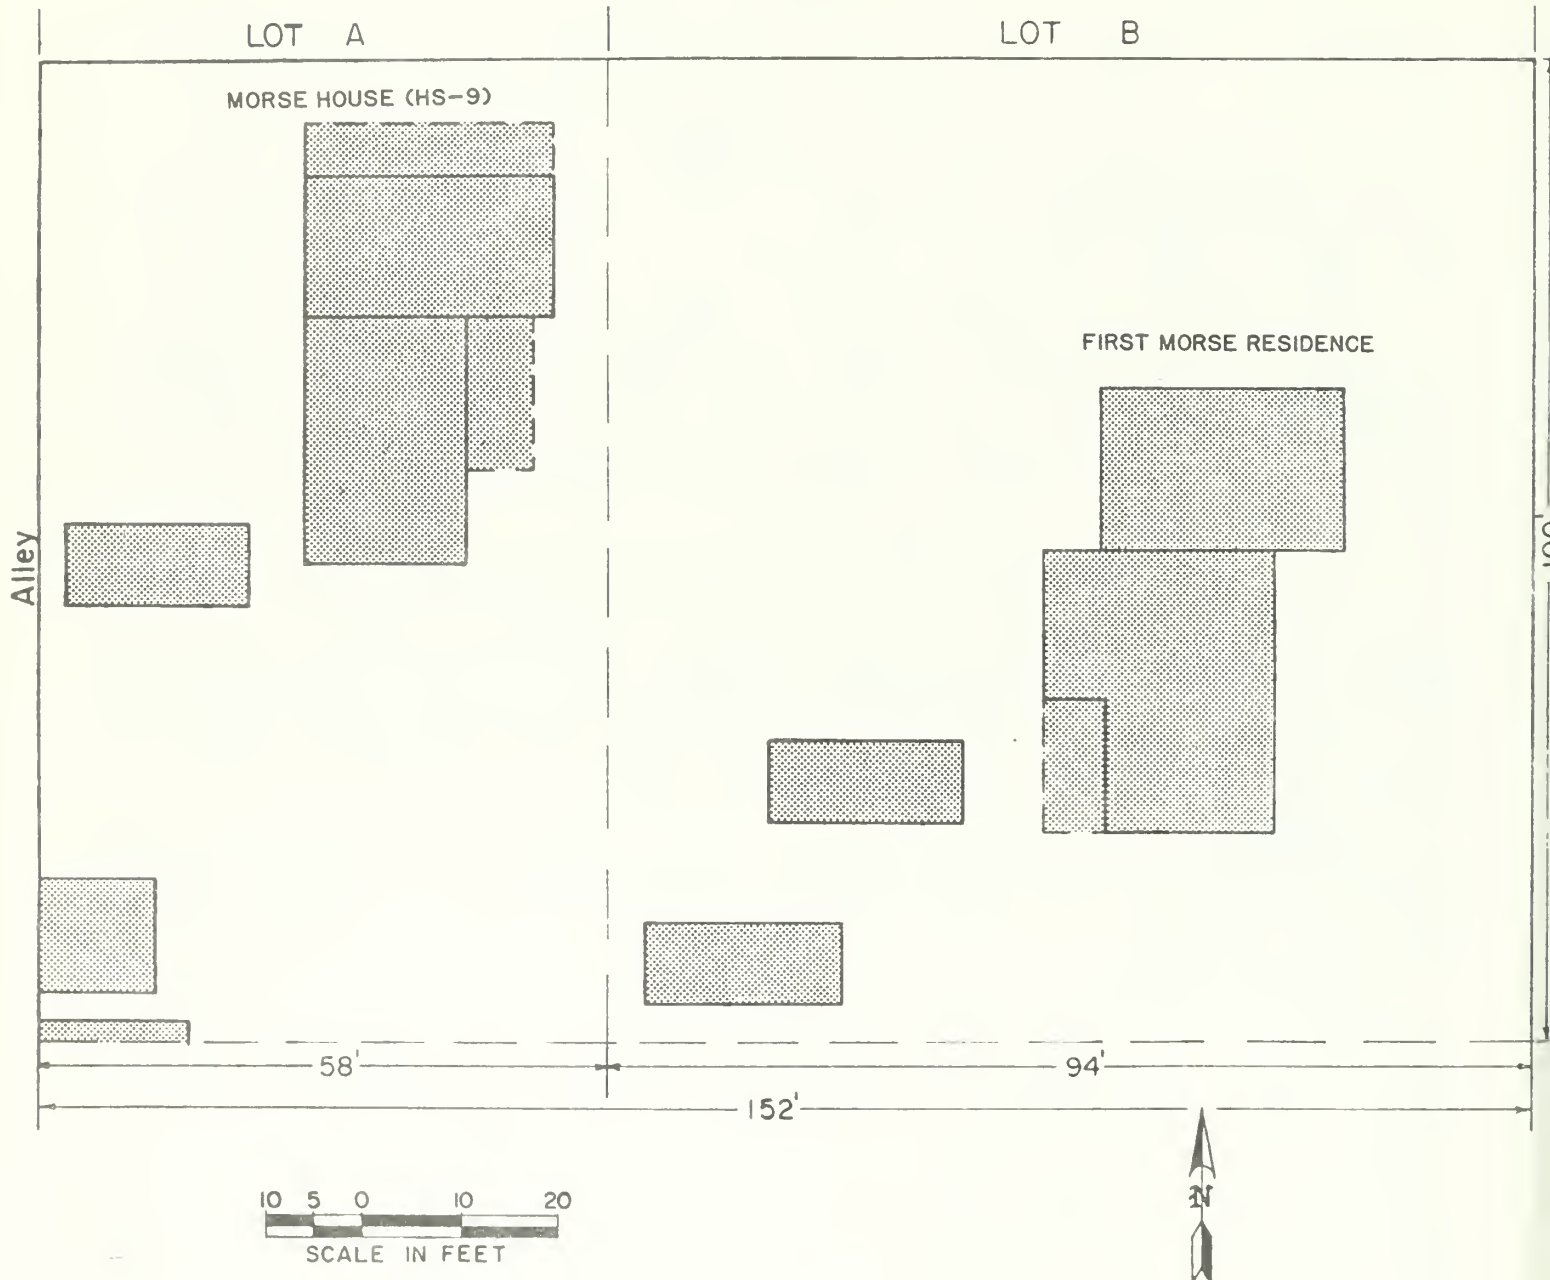 LOT A LOT B
MORSE HOUSE (HS-9)
FIRST MORSE RESIDENCE
Alley
100'
58' 94'
152'
10 5 0 10 20
SCALE IN FEET
N